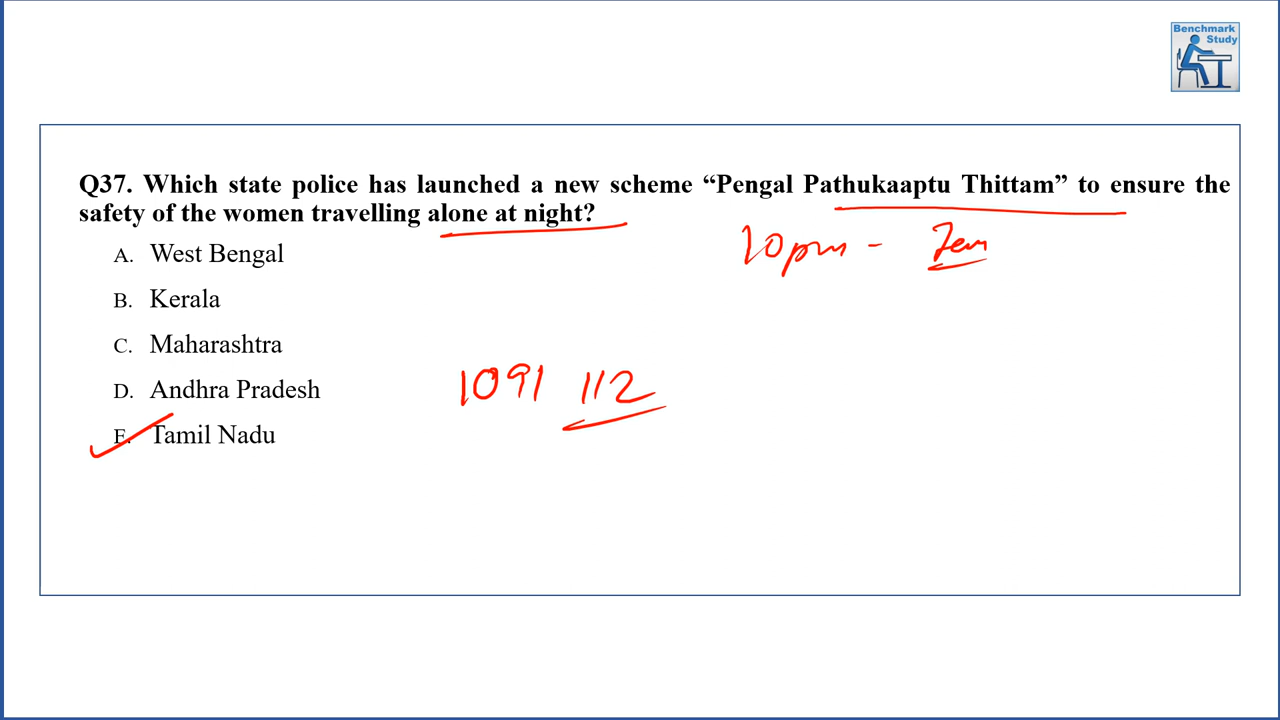 Benchmark
Study
Q37. Which state police has launched a new scheme “Pengal Pathukaaptu Thittam” to ensure the
safety of the women travelling alone at night?
10pm -
A. West Bengal
B. Kerala
C. Maharashtra
D. Andhra Pradesh
1091 112
E. Tamil Nadu